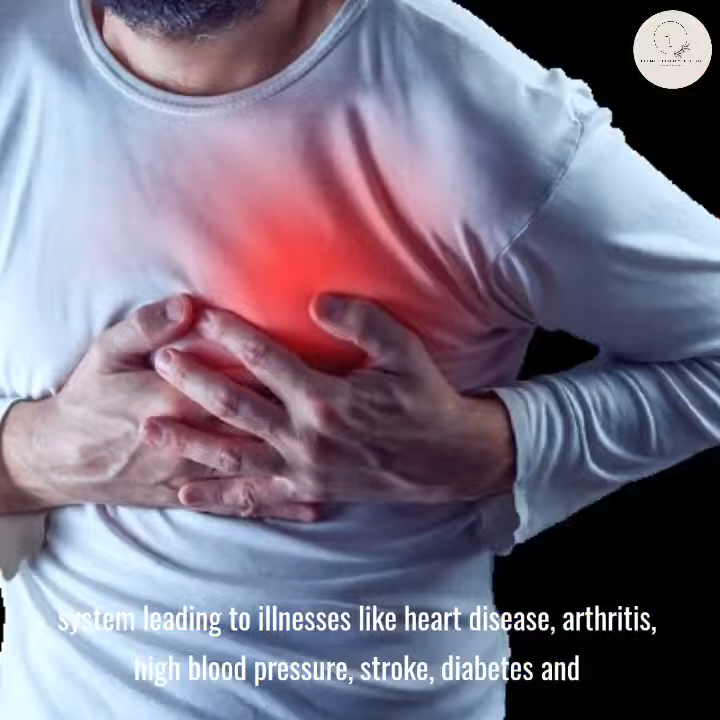 system leading to illnesses like heart disease, arthritis,
high blood pressure, stroke, diabetes and